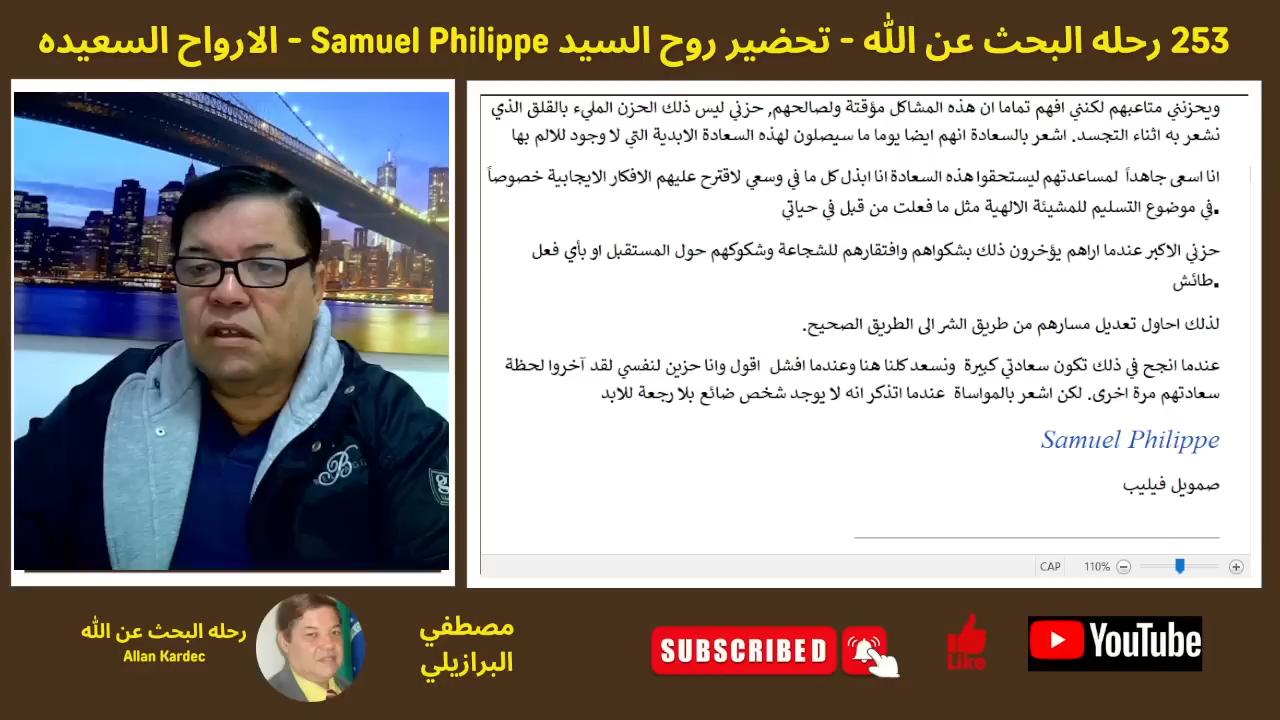 253 رحله البحث عن الله - تحضير روح السيد Samuel Philippe - الارواح السعيده
ويحزنني متاعبهم لكنني افهم تماما ان هذه المشاكل مؤقتة ولصالحهم, حزني ليس ذلك الحزن المليء بالقلق الذي
نشعر به اثناء التجسد. اشعر بالسعادة انهم ايضا يوما ما سيصلون لهذه السعادة الابدية التي لا وجود للالم بها
انا اسعى جاهداً لمساعدتهم ليستحقوا هذه السعادة انا ابذل كل ما في وسعي لاقترح عليهم الافكار الايجابية خصوصاً
.في موضوع التسليم للمشيئة الالهية مثل ما فعلت من قبل في حياتي
حزني الاكبر عندما اراهم يؤخرون ذلك بشكواهم وافتقارهم للشجاعة وشكوكهم حول المستقبل او بأي فعل
.طائش
لذلك احاول تعديل مسارهم من طريق الشر الى الطريق الصحيح.
عندما انجح في ذلك تكون سعادتي كبيرة ونسعد كلنا هنا وعندما افشل اقول وانا حزين لنفسي لقد آخروا لحظة
سعادتهم مرة اخرى. لكن اشعر بالمواساة عندما اتذكر انه لا يوجد شخص ضائع بلا رجعة للابد
Samuel Philippe
صمويل فيليب
CAP 110%
رحله البحث عن الله
Allan Kardec
مصطفي
البرازيلي
SUBSCRIBED
Like
YouTube